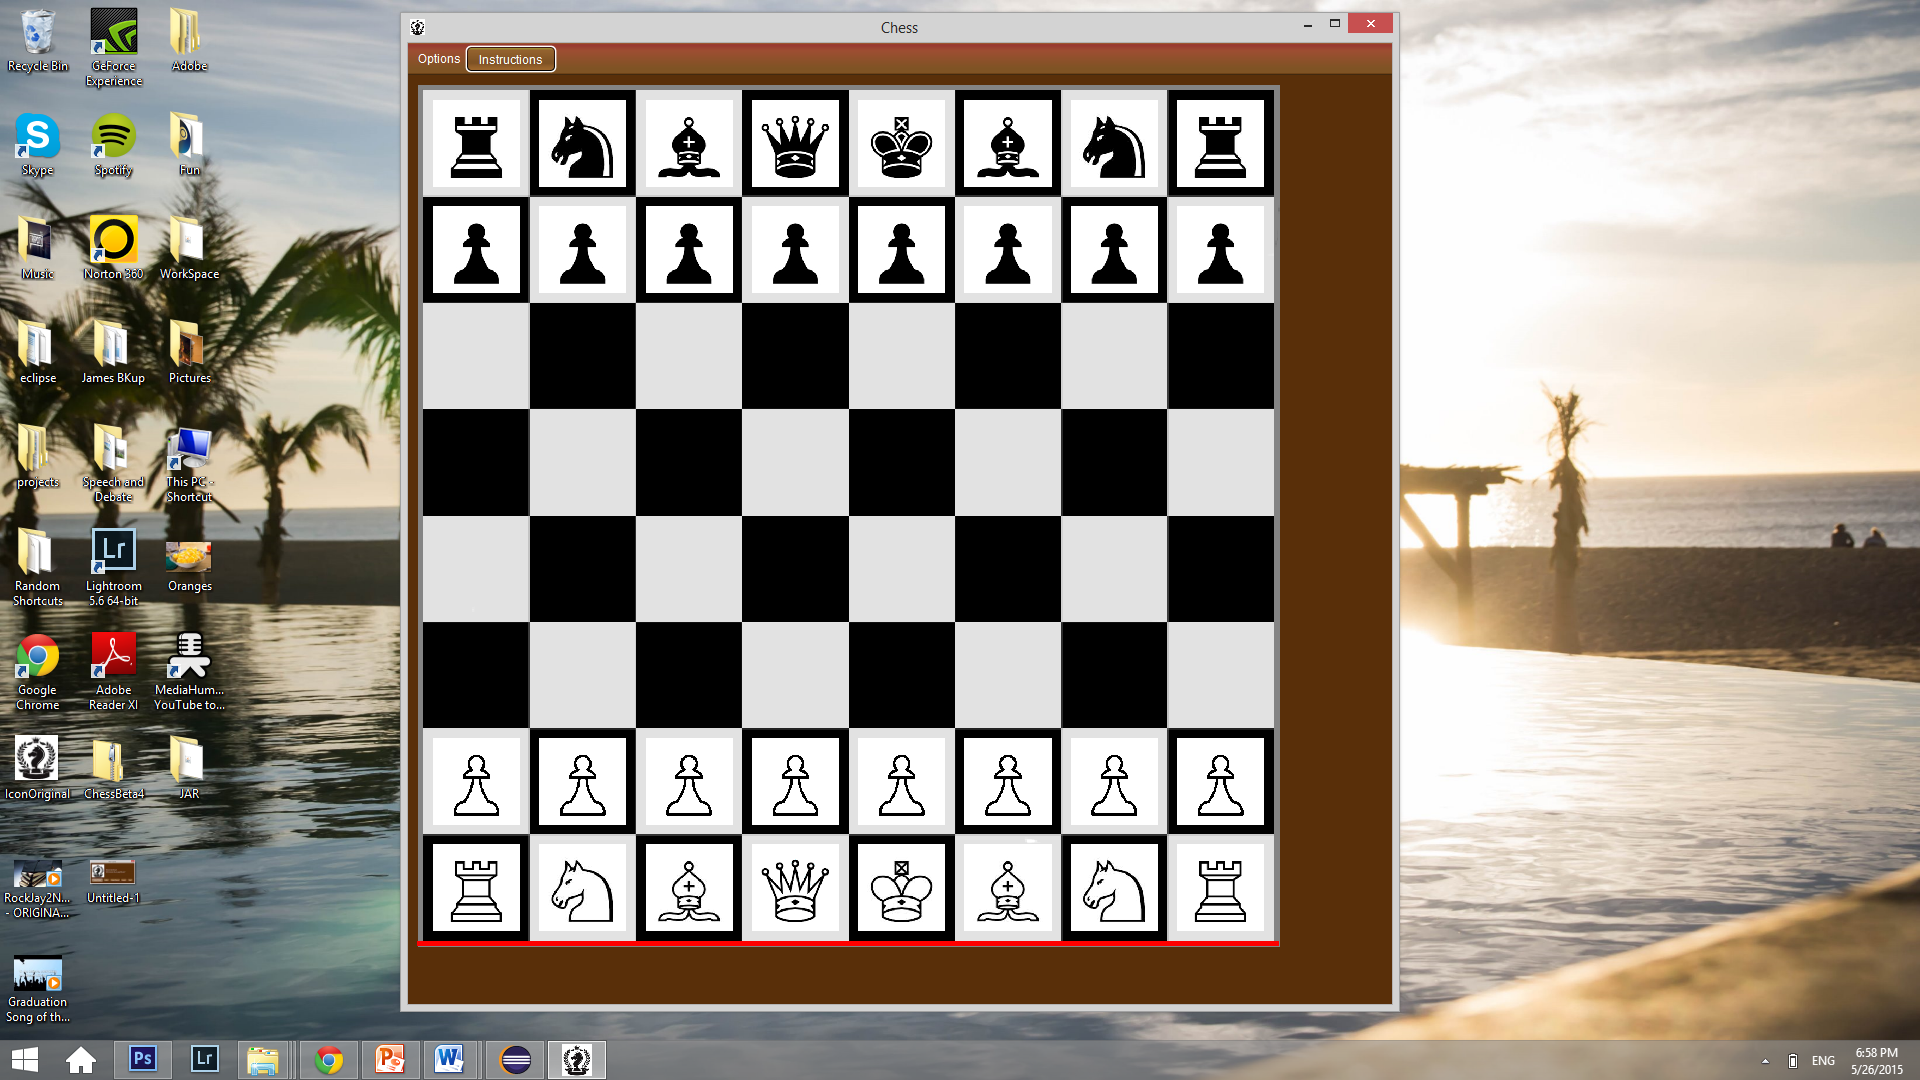 Chess
Options
Instructions
Recycle Bin
GeForce
Experience
Adobe
Skype
Spotify
Fun
Music
Norton 360
WorkSpace
eclipse
James BKup
Pictures
projects
Speech and
Debate
This PC -
Shortcut
Random
Shortcuts
Lr
Lightroom
5.6 64-bit
Oranges
Google
Chrome
Adobe
Reader XI
MediaHum...
YouTube to...
IconOriginal
ChessBeta4
JAR
RockJay2N...
- ORIGINA...
Untitled-1
Graduation
Song of th...
Ps
Lr
ENG
6:58 PM
5/26/2015